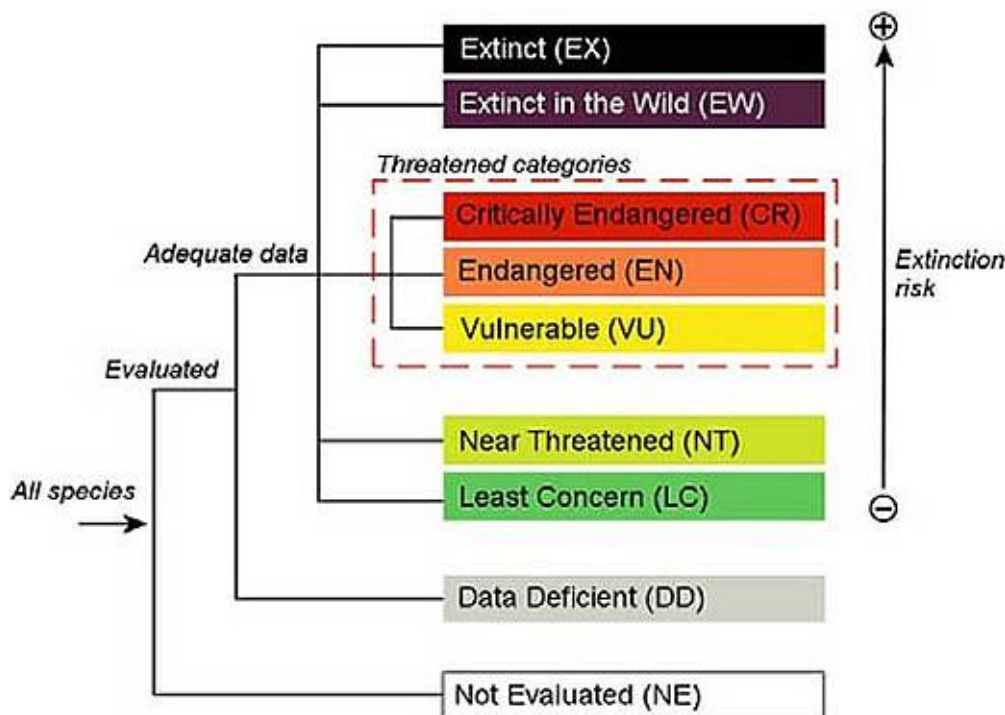 Extinct (EX)
Extinct in the Wild (EW)
Threatened categories
Critically Endangered (CR)
Adequate data
Endangered (EN)
Extinction
risk
Vulnerable (VU)
Evaluated
Near Threatened (NT)
All species
Least Concern (LC)
Data Deficient (DD)
Not Evaluated (NE)